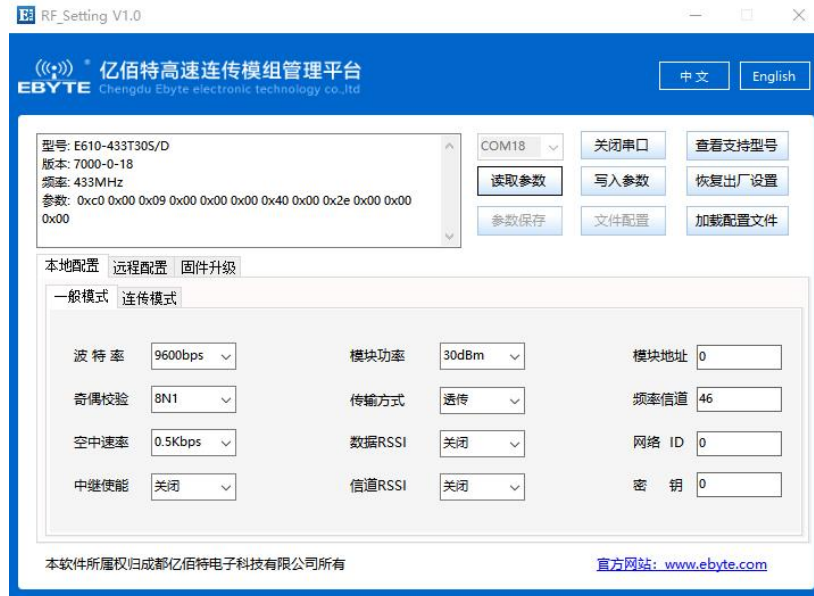 RF_Setting V1.0
EBYTE 亿佰特高速连传模组管理平台
Chengdu Ebyte electronic technology co.,ltd
中文 English
型号: E610-433T30S/D
版本: 7000-0-18
频率: 433MHz
参数: 0xc0 0x00 0x09 0x00 0x00 0x00 0x40 0x00 0x2e 0x00 0x00
0x00
COM18 关闭串口 查看支持型号
读取参数 写入参数 恢复出厂设置
参数保存 文件配置 加载配置文件
本地配置 远程配置 固件升级
一般模式 连传模式
波特率 9600bps 模块功率 30dBm 模块地址 0
奇偶校验 8N1 传输方式 透传 频率信道 46
空中速率 0.5Kbps 数据RSSI 关闭 网络 ID 0
中继使能 关闭 信道RSSI 关闭 密 钥 0
本软件所属权归成都亿佰特电子科技有限公司所有 官方网站：www.ebyte.com